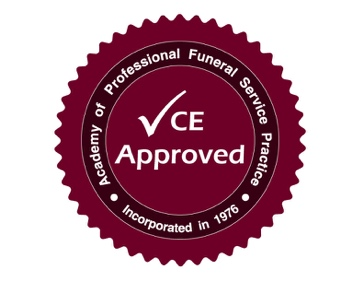 Academy of Professional Funeral Service Practice
CE
Approved
Incorporated in 1976